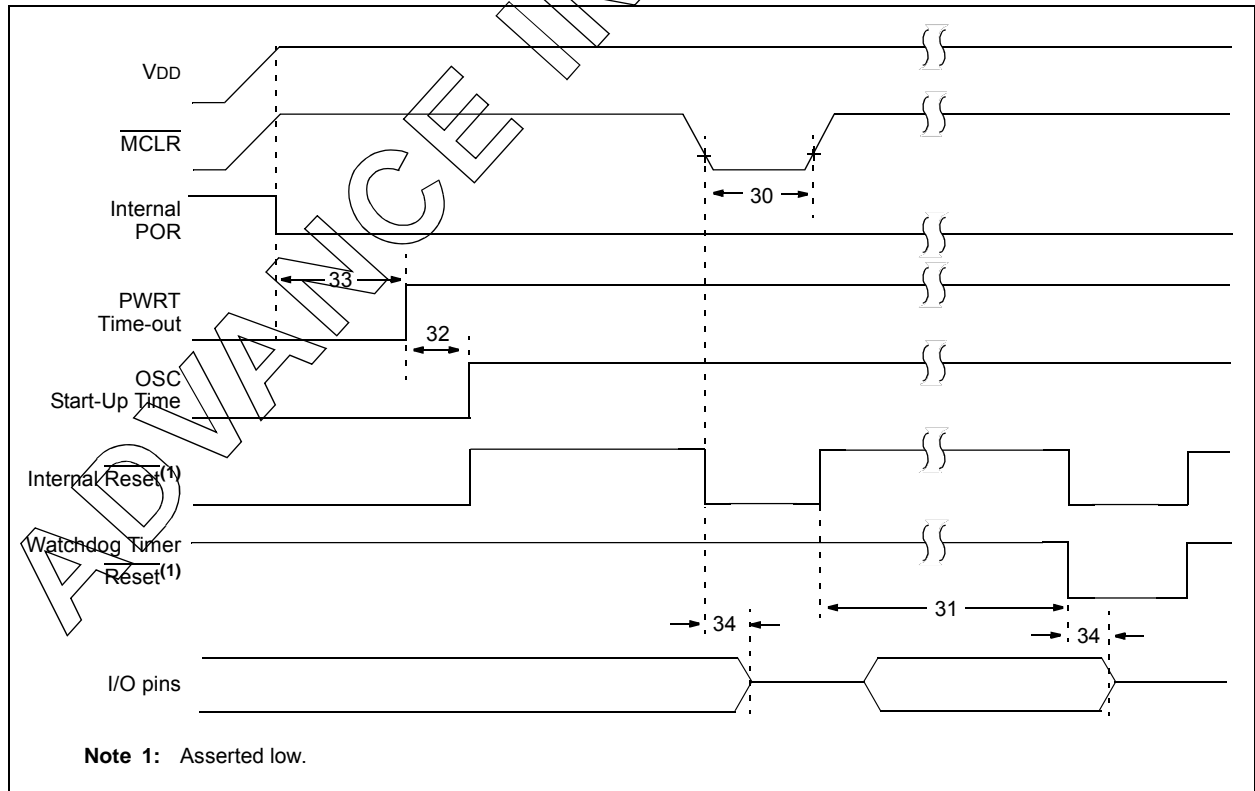 VDD
MCLR
30
Internal
POR
33
PWRT
Time-out
32
OSC
Start-Up Time
Internal Reset(1)
Watchdog Timer
Reset(1)
31
34
34
I/O pins
Note 1: Asserted low.
ADVANCE IN